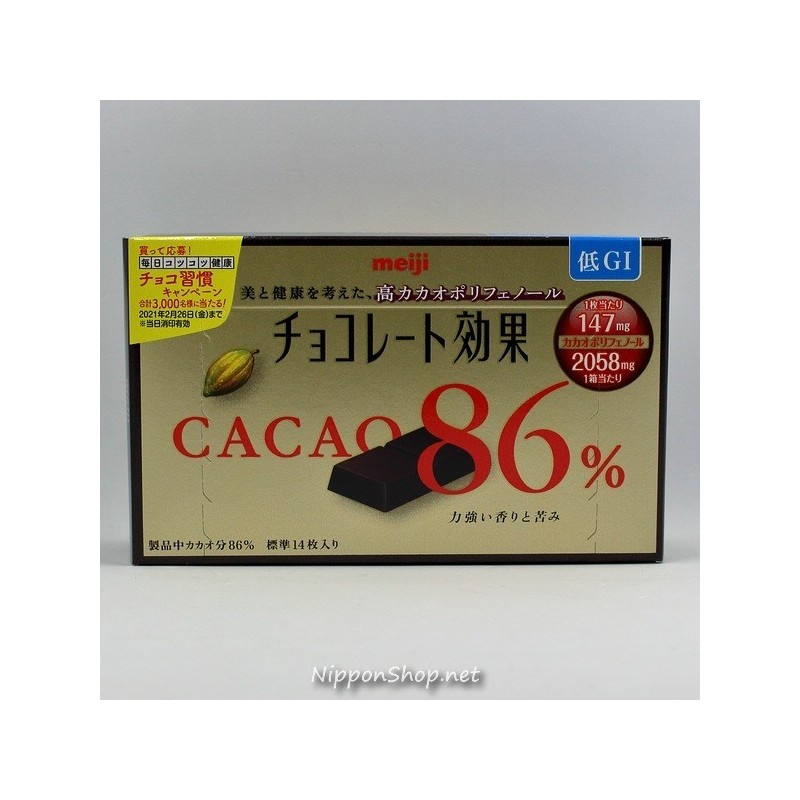 買って応募!
毎日コツコツ健康
チョコ習慣
キャンペーン
合計3,000名様に当たる!
2021年2月26日(金)まで
※当日消印有効
meiji
低GI
美と健康を考えた、高カカオポリフェノール
チョコレート効果
1枚当たり
147mg
カカオポリフェノール
2058mg
1箱当たり
CACAO 86%
力強い香りと苦み
製品中カカオ分86% 標準14枚入り
NipponShop.net